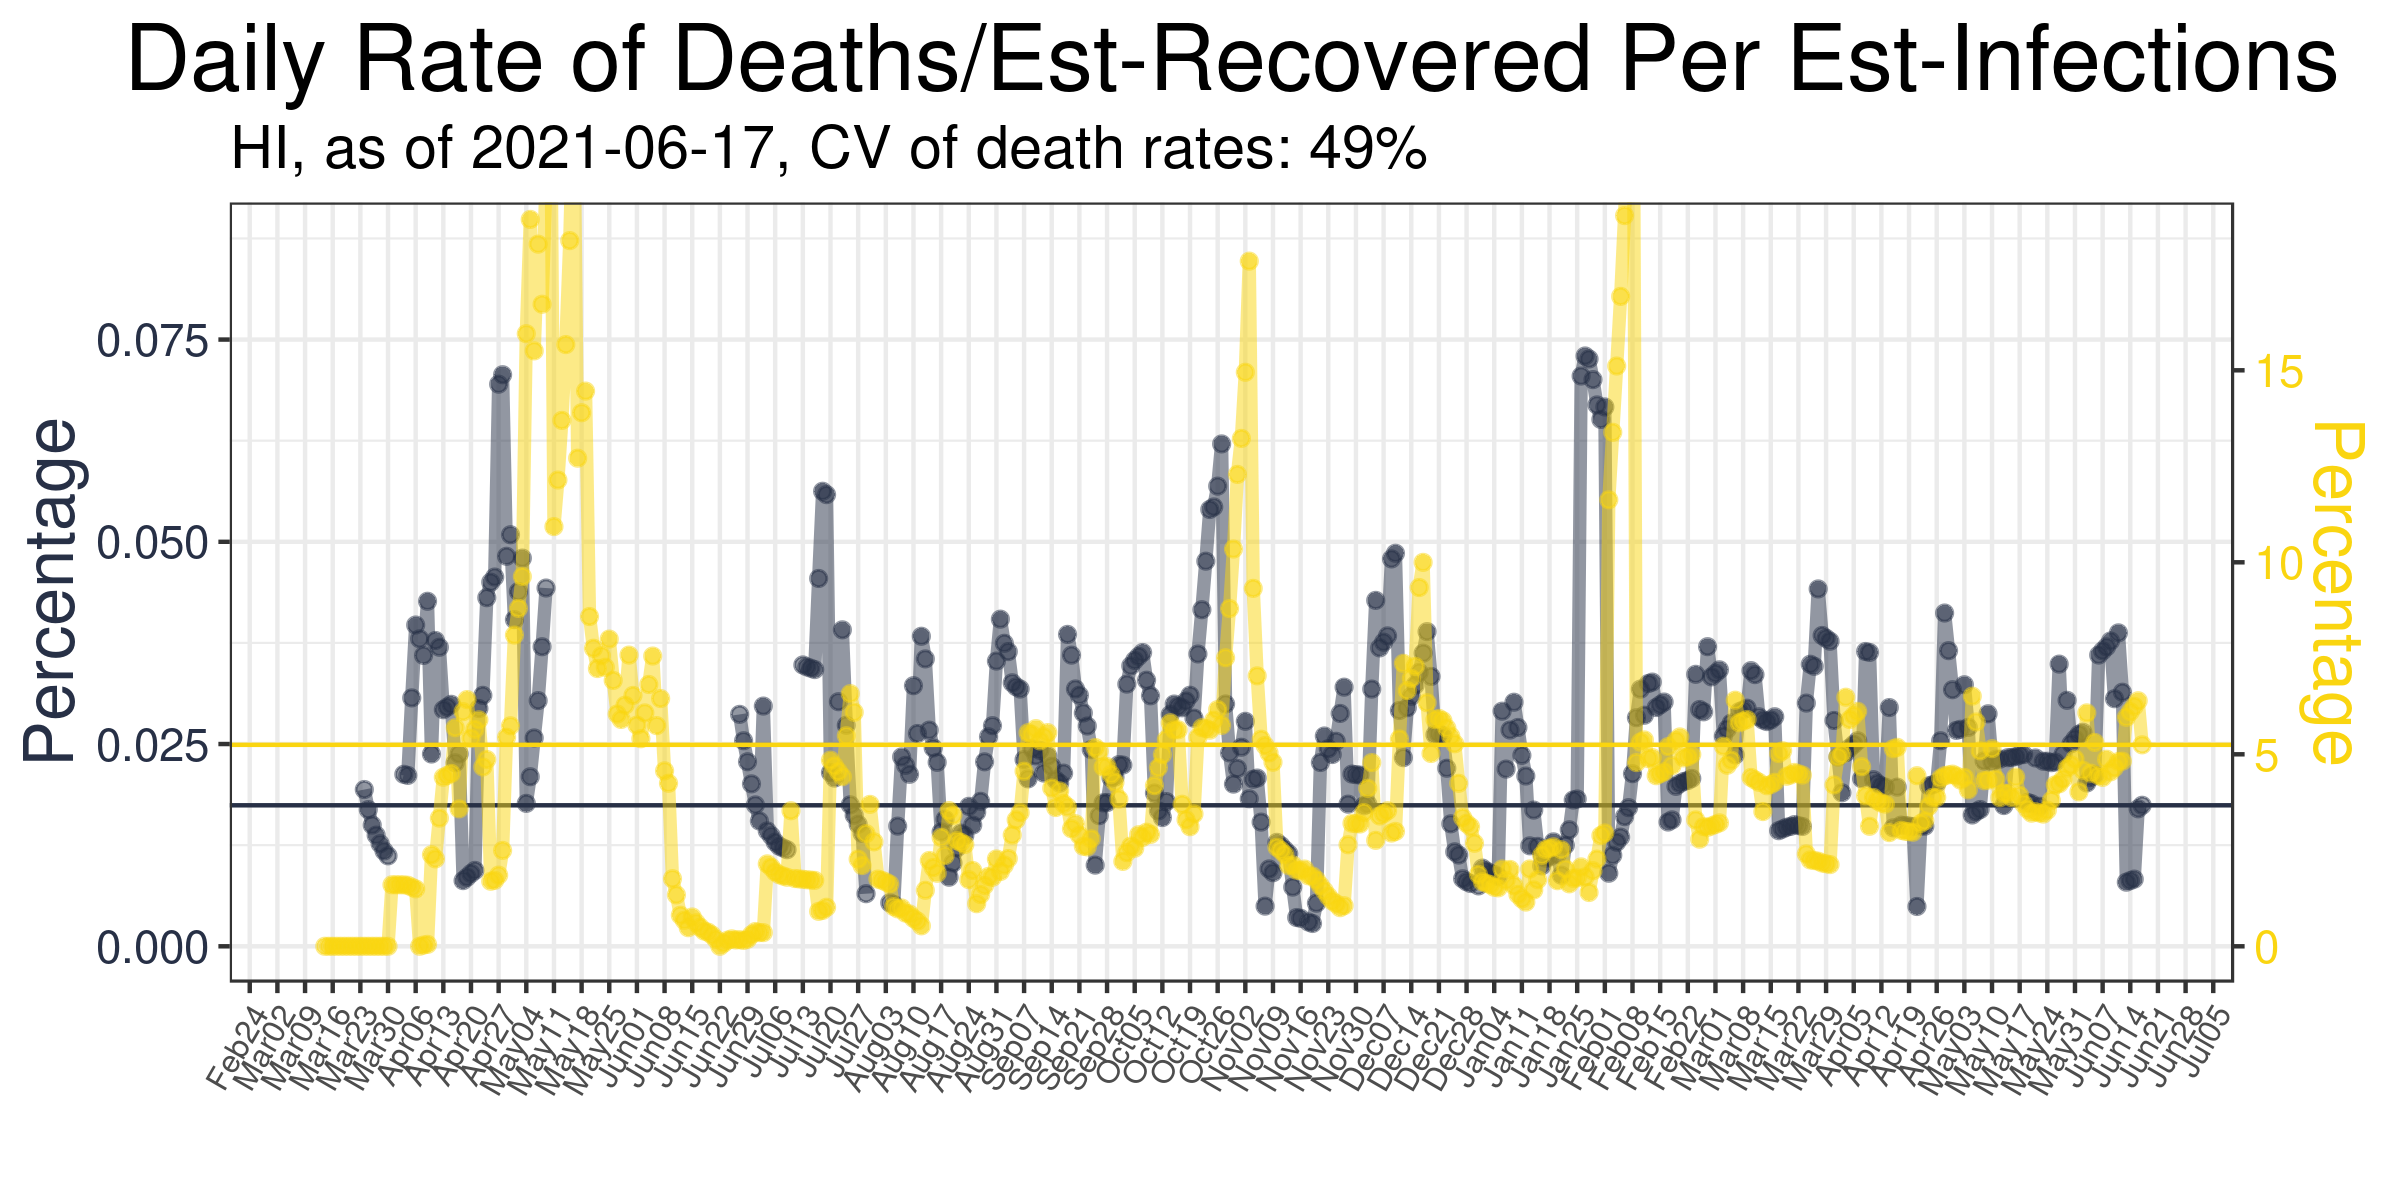 Daily Rate of Deaths/Est-Recovered Per Est-Infections
HI, as of 2021-06-17, CV of death rates: 49%
Percentage
0.075
0.050
0.025
0.000
15
10
5
0
Percentage
Feb24
Mar02
Mar09
Mar16
Mar23
Mar30
Apr06
Apr13
Apr20
Apr27
May04
May11
May18
May25
Jun01
Jun08
Jun15
Jun22
Jun29
Jul06
Jul13
Jul20
Jul27
Aug03
Aug10
Aug17
Aug24
Aug31
Sep07
Sep14
Sep21
Sep28
Oct05
Oct12
Oct19
Oct26
Nov02
Nov09
Nov16
Nov23
Nov30
Dec07
Dec14
Dec21
Dec28
Jan04
Jan11
Jan18
Jan25
Feb01
Feb08
Feb15
Feb22
Mar01
Mar08
Mar15
Mar22
Mar29
Apr05
Apr12
Apr19
Apr26
May03
May10
May17
May24
May31
Jun07
Jun14
Jun21
Jun28
Jul05